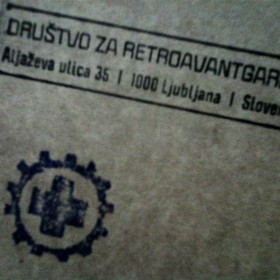 DRUŠTVO ZA RETROAVANTGAR
Aljaževa ulica 35 | 1000 Ljubljana | Slove